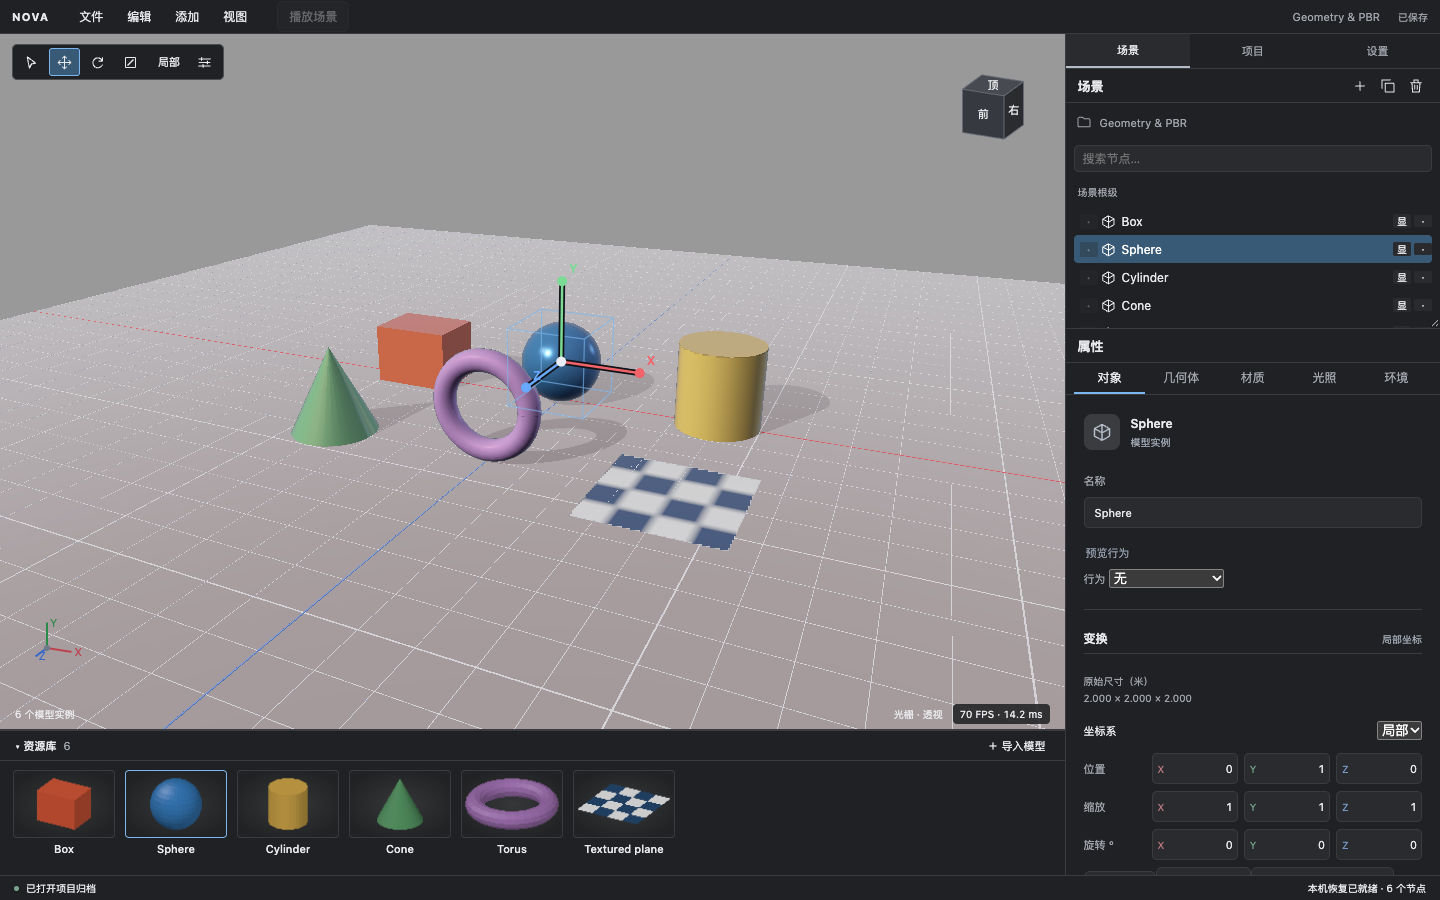 NOVA 文件 编辑 添加 视图 播放场景 Geometry & PBR 已保存
局部
顶
前 右
Y
X
Z
Y
X
Z
6 个模型实例
光栅 · 透视 70 FPS · 14.2 ms
场景 项目 设置
场景
Geometry & PBR
搜索节点...
场景根级
Box 显
Sphere 显
Cylinder 显
Cone 显
属性
对象 几何体 材质 光照 环境
Sphere
模型实例
名称
Sphere
预览行为
行为 无
变换 局部坐标
原始尺寸（米）
2.000 × 2.000 × 2.000
坐标系 局部
位置 X 0 Y 1 Z 0
缩放 X 1 Y 1 Z 1
旋转 ° X 0 Y 0 Z 0
▾ 资源库 6 + 导入模型
Box Sphere Cylinder Cone Torus Textured plane
已打开项目归档
本机恢复已就绪 · 6 个节点